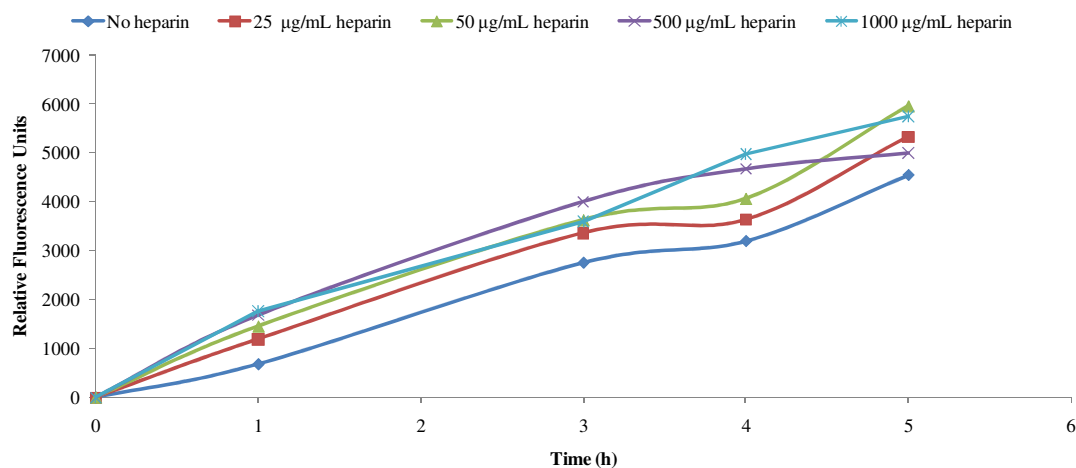 No heparin 25 µg/mL heparin 50 µg/mL heparin 500 µg/mL heparin 1000 µg/mL heparin
7000
6000
5000
4000
3000
2000
1000
0
Relative Fluorescence Units
0 1 2 3 4 5 6
Time (h)